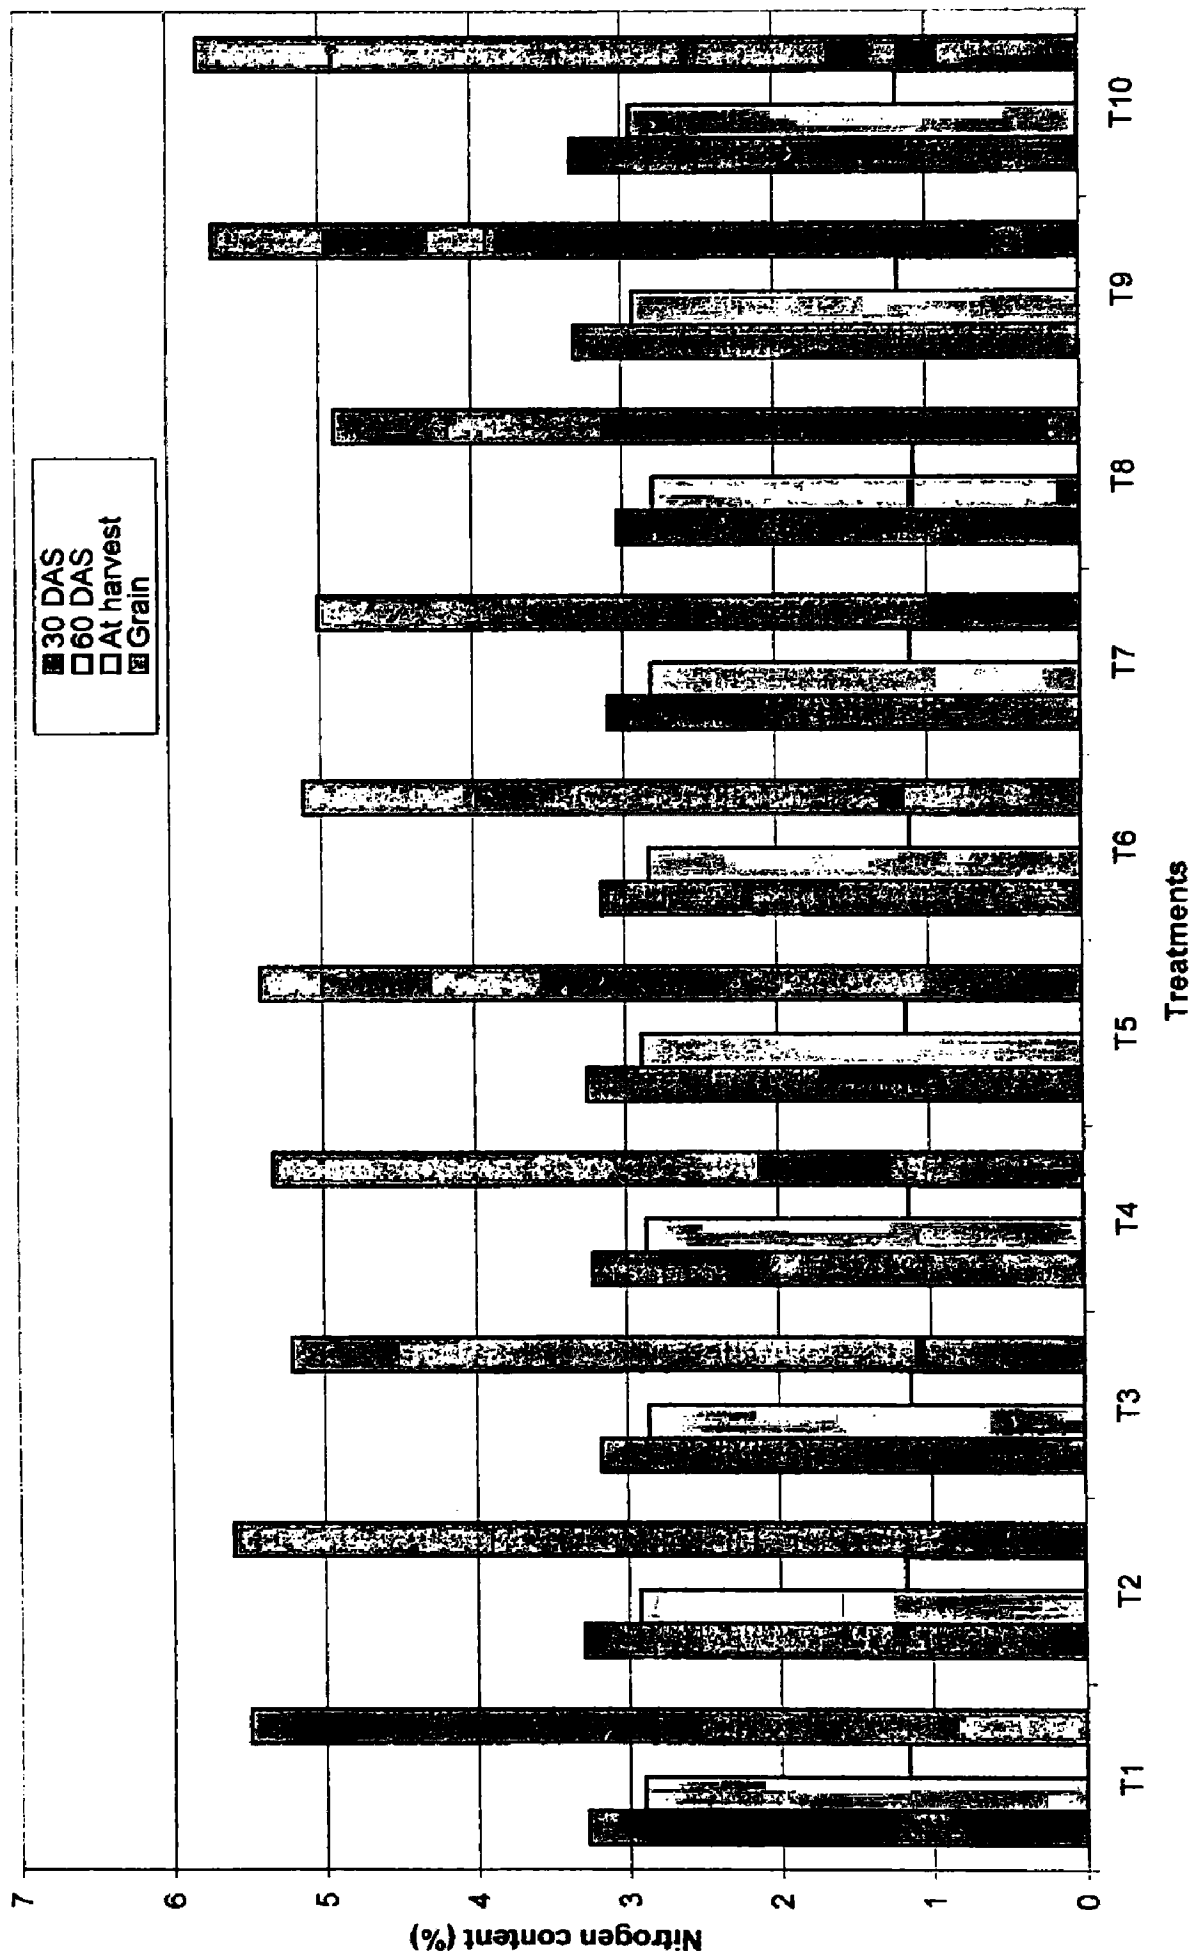 30 DAS
60 DAS
At harvest
Grain
Nitrogen content (%)
7
6
5
4
3
2
1
0
T1
T2
T3
T4
T5
T6
T7
T8
T9
T10
Treatments